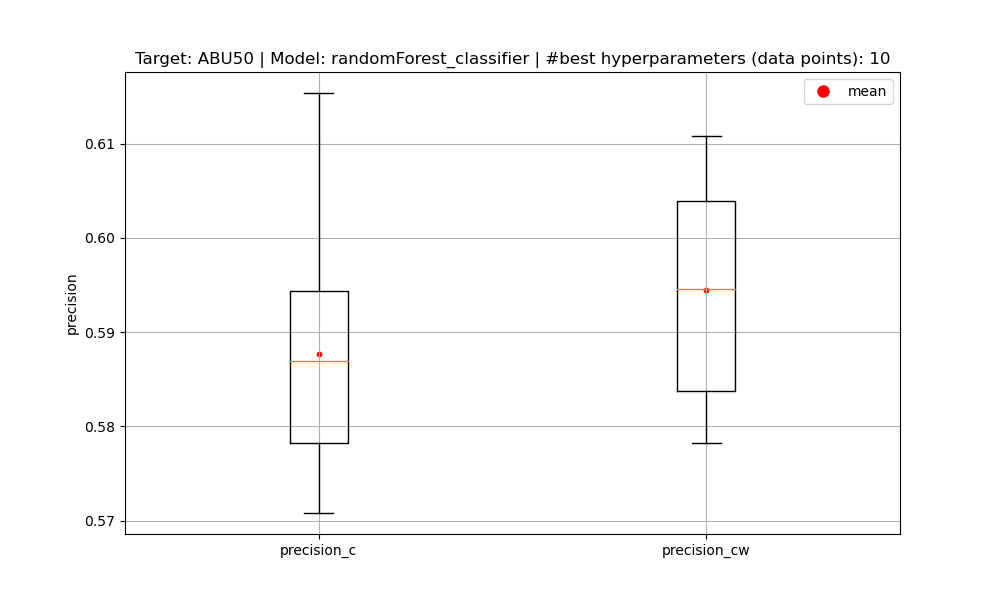 Target: ABU50 | Model: randomForest_classifier | #best hyperparameters (data points): 10
mean
0.61
0.60
0.59
0.58
0.57
precision
precision_c
precision_cw